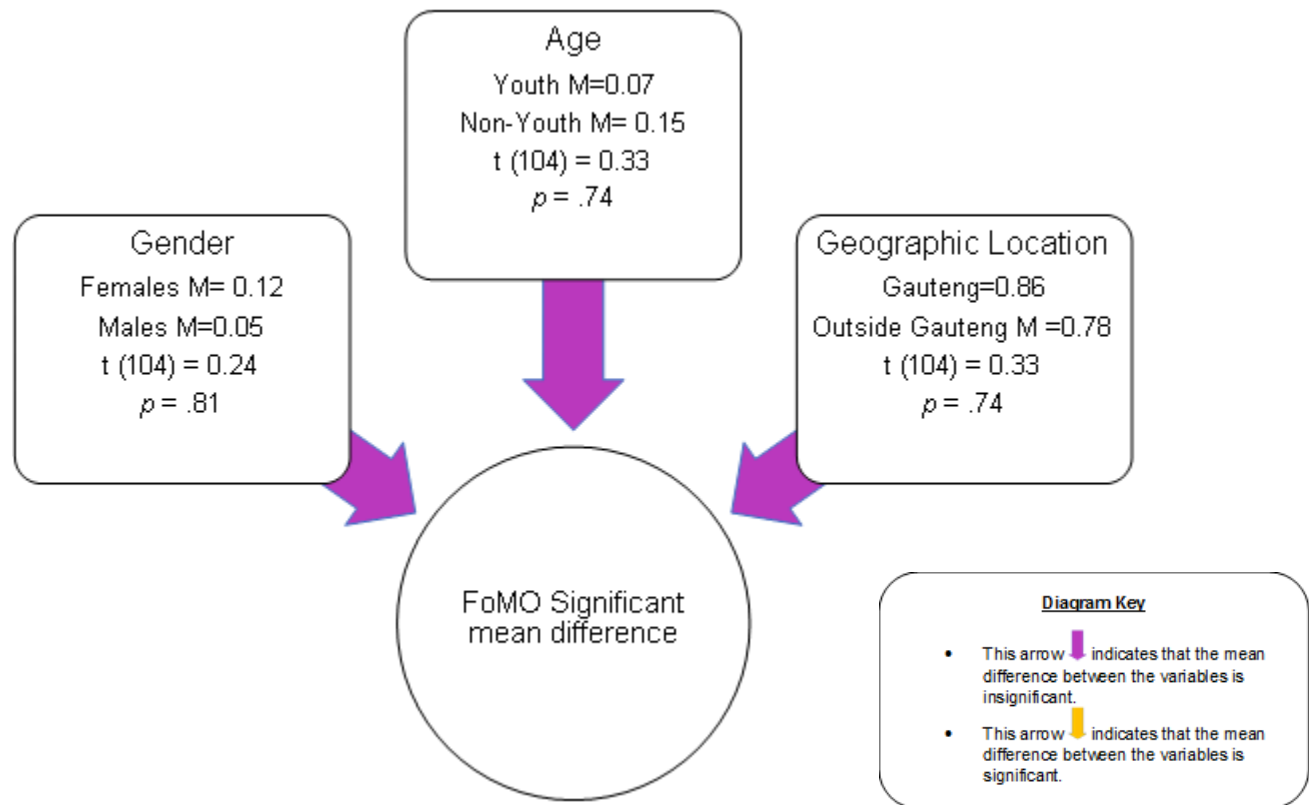 Age
Youth M=0.07
Non-Youth M= 0.15
t (104) = 0.33
p = .74
Gender
Females M= 0.12
Males M=0.05
t (104) = 0.24
p = .81
Geographic Location
Gauteng=0.86
Outside Gauteng M =0.78
t (104) = 0.33
p = .74
FoMO Significant
mean difference
Diagram Key
• This arrow indicates that the mean
difference between the variables is
insignificant.
• This arrow indicates that the mean
difference between the variables is
significant.